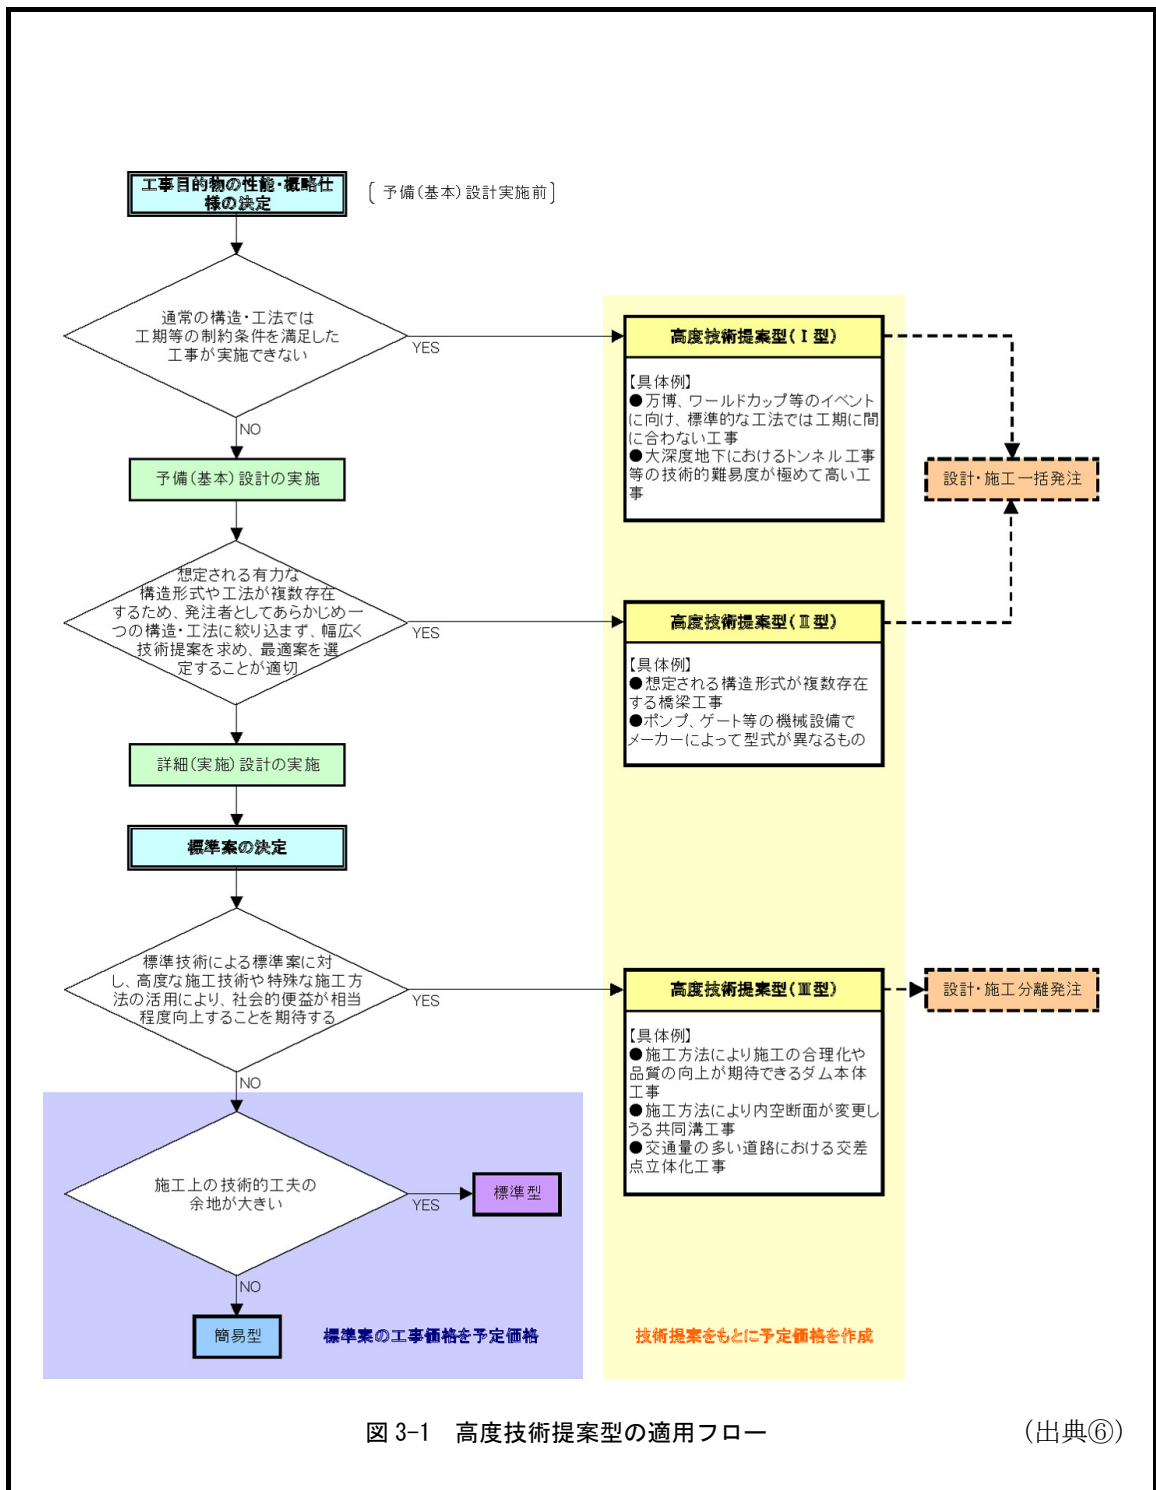 工事目的物の性能・概略仕
様の決定
〔 予備(基本)設計実施前〕
通常の構造・工法では
工期等の制約条件を満足した
工事が実施できない
YES
NO
高度技術提案型(Ⅰ型)
【具体例】
●万博、ワールドカップ等のイベント
に向け、標準的な工法では工期に間
に合わない工事
●大深度地下におけるトンネル工事
等の技術的難易度が極めて高い工
事
設計・施工一括発注
予備(基本)設計の実施
想定される有力な
構造形式や工法が複数存在
するため、発注者としてあらかじめ一
つの構造・工法に絞り込まず、幅広く
技術提案を求め、最適案を選
定することが適切
YES
高度技術提案型(Ⅱ型)
【具体例】
●想定される構造形式が複数存在
する橋梁工事
●ポンプ、ゲート等の機械設備で
メーカーによって型式が異なるもの
詳細(実施)設計の実施
標準案の決定
標準技術による標準案に対
し、高度な施工技術や特殊な施工方
法の活用により、社会的便益が相当
程度向上することを期待する
YES
NO
高度技術提案型(Ⅲ型)
【具体例】
●施工方法により施工の合理化や
品質の向上が期待できるダム本体
工事
●施工方法により内空断面が変更し
うる共同溝工事
●交通量の多い道路における交差
点立体化工事
設計・施工分離発注
施工上の技術的工夫の
余地が大きい
YES
標準型
NO
簡易型
標準案の工事価格を予定価格
技術提案をもとに予定価格を作成
図 3-1 高度技術提案型の適用フロー
（出典⑥）